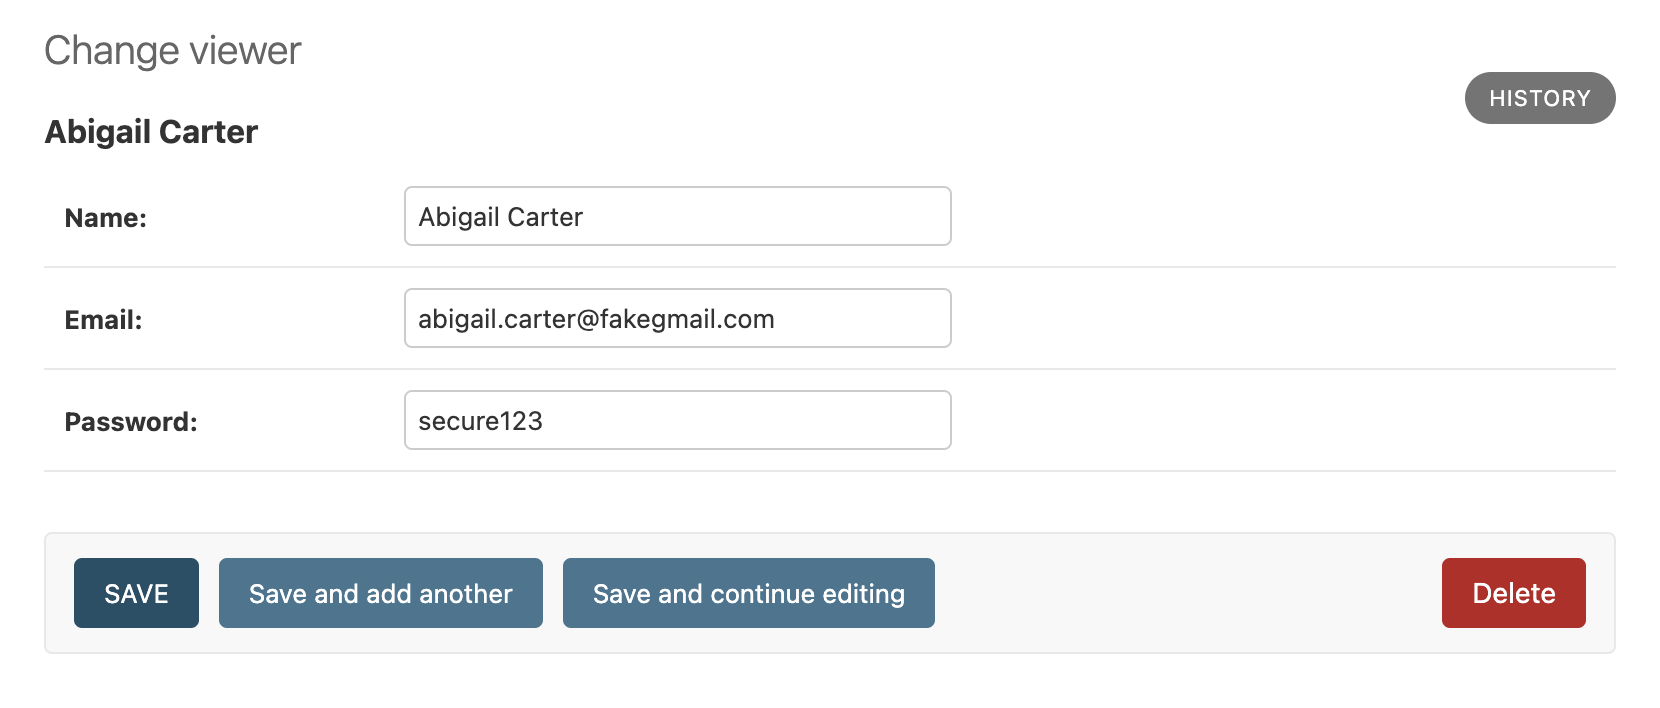 Change viewer
HISTORY
Abigail Carter
Name: Abigail Carter
Email: abigail.carter@fakegmail.com
Password: secure123
SAVE Save and add another Save and continue editing Delete